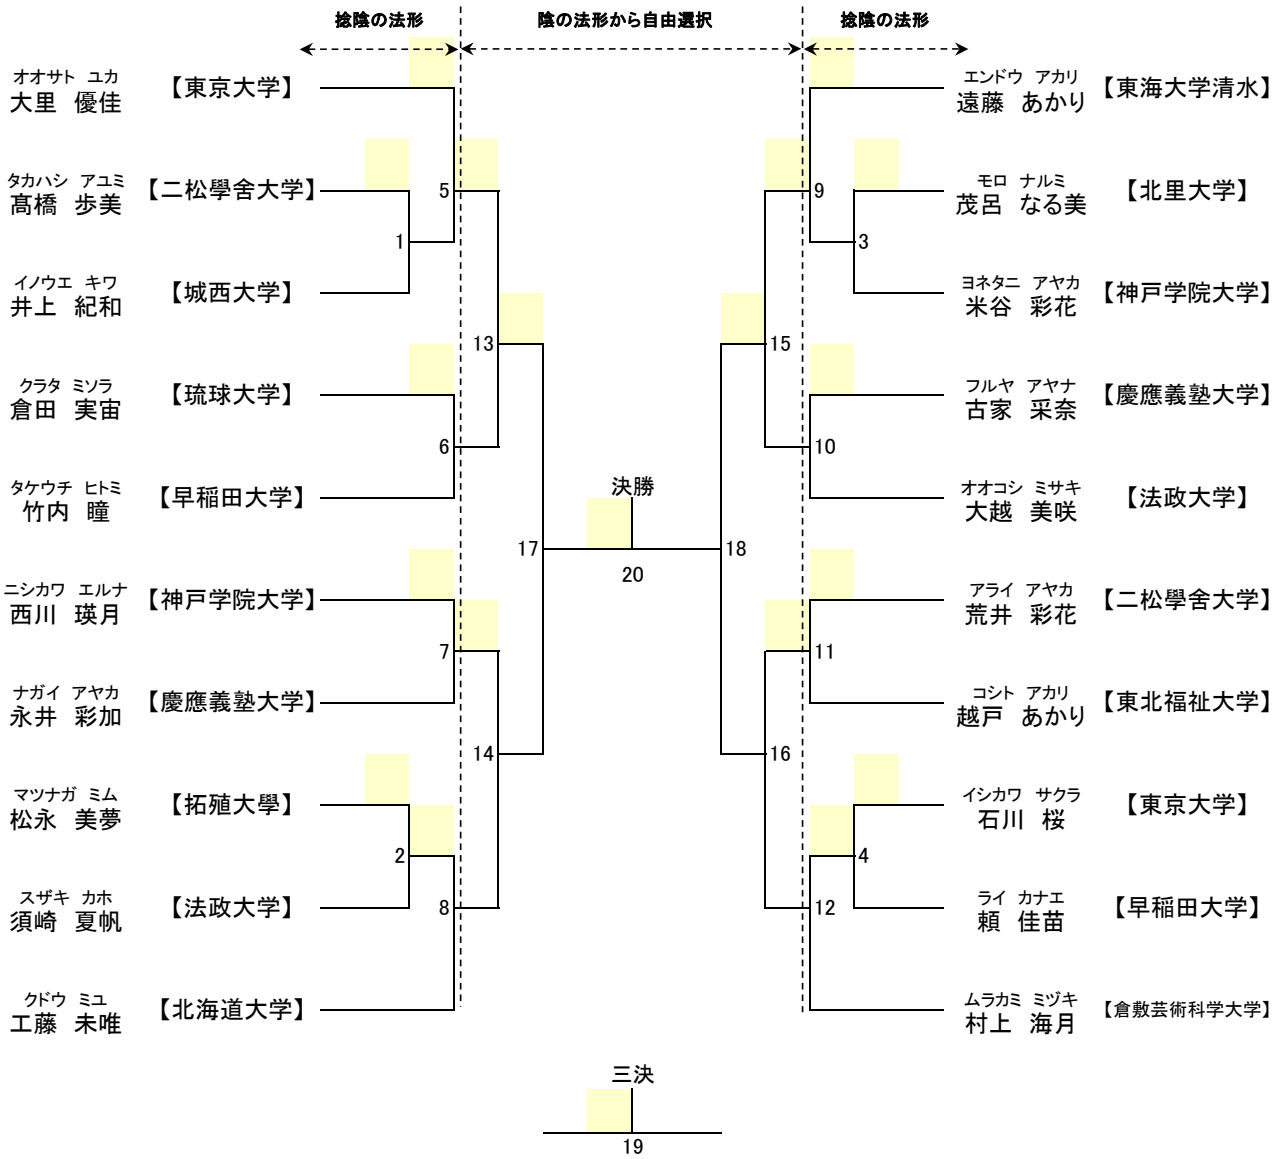 捻陰の法形
陰の法形から自由選択
捻陰の法形
オオサト ユカ
大里 優佳
【東京大学】
タカハシ アユミ
髙橋 歩美
【二松學舍大学】
イノウエ キワ
井上 紀和
【城西大学】
クラタ ミソラ
倉田 実宙
【琉球大学】
タケウチ ヒトミ
竹内 瞳
【早稲田大学】
ニシカワ エルナ
西川 瑛月
【神戸学院大学】
ナガイ アヤカ
永井 彩加
【慶應義塾大学】
マツナガ ミム
松永 美夢
【拓殖大學】
スザキ カホ
須崎 夏帆
【法政大学】
クドウ ミユ
工藤 未唯
【北海道大学】
1
2
5
6
7
8
13
14
17
決勝
20
18
15
16
9
10
11
12
3
4
エンドウ アカリ
遠藤 あかり
【東海大学清水】
モロ ナルミ
茂呂 なる美
【北里大学】
ヨネタニ アヤカ
米谷 彩花
【神戸学院大学】
フルヤ アヤナ
古家 采奈
【慶應義塾大学】
オオコシ ミサキ
大越 美咲
【法政大学】
アライ アヤカ
荒井 彩花
【二松學舍大学】
コシト アカリ
越戸 あかり
【東北福祉大学】
イシカワ サクラ
石川 桜
【東京大学】
ライ カナエ
頼 佳苗
【早稲田大学】
ムラカミ ミヅキ
村上 海月
【倉敷芸術科学大学】
三決
19